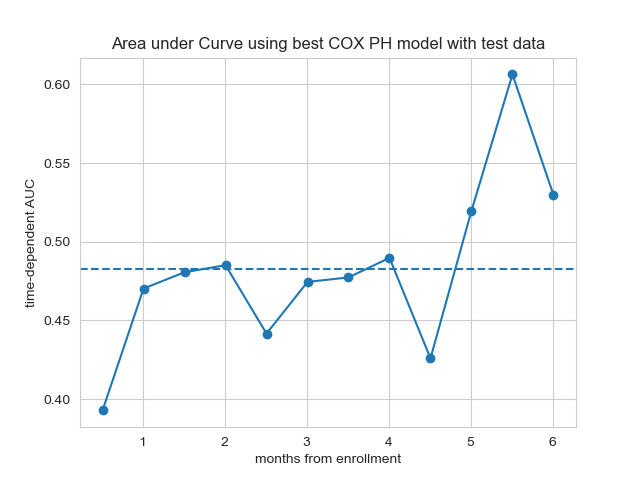 Area under Curve using best COX PH model with test data
time-dependent AUC
0.60
0.55
0.50
0.45
0.40
1 2 3 4 5 6
months from enrollment